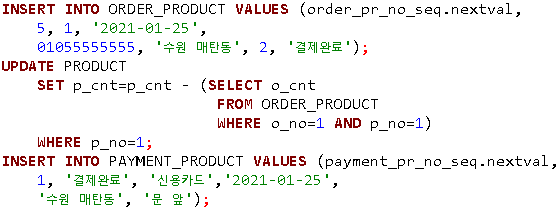 INSERT INTO ORDER_PRODUCT VALUES (order_pr_no_seq.nextval,
5, 1, '2021-01-25',
01055555555, '수원 매탄동', 2, '결제완료');
UPDATE PRODUCT
SET p_cnt=p_cnt - (SELECT o_cnt
FROM ORDER_PRODUCT
WHERE o_no=1 AND p_no=1)
WHERE p_no=1;
INSERT INTO PAYMENT_PRODUCT VALUES (payment_pr_no_seq.nextval,
1, '결제완료', '신용카드','2021-01-25',
'수원 매탄동', '문 앞');